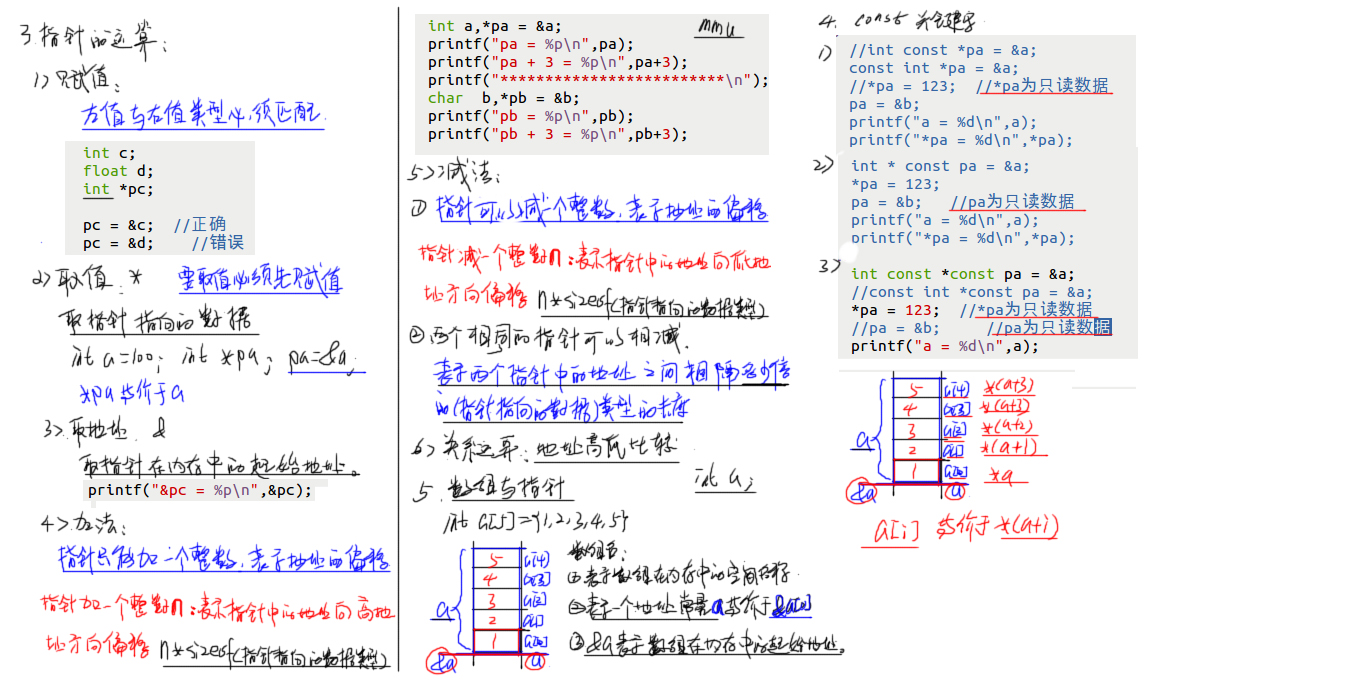 3.指针的运算:
1>赋值:
左值与右值类型必须匹配.
int c;
float d;
int *pc;
pc = &c;  //正确
pc = &d;  //错误
2>取值: *  要取值必须先赋值
取指针指向的数据
int a=100; int *pa; pa=&a;
*pa 等价于a
3>.取地址. &
取指针在内存中的起始地址。
printf("&pc = %p\n",&pc);
4>.加法:
指针只能加一个整数,表示地址的偏移
指针加一个整数n:表示指针中的地址向高地
址方向偏移 n*sizeof(指针指向的数据类型)
int a,*pa = &a;
mmu
printf("pa = %p\n",pa);
printf("pa + 3 = %p\n",pa+3);
printf("*************************\n");
char  b,*pb = &b;
printf("pb = %p\n",pb);
printf("pb + 3 = %p\n",pb+3);
5>减法:
① 指针可以减一个整数,表示地址的偏移
指针减一个整数n:表示指针中的地址向低地
址方向偏移 n*sizeof(指针指向的数据类型)
②两个相同的指针可以相减.
表示两个指针中的地址之间相隔多少倍
的(指针指向的数据)类型的长度
6>关系运算:地址高低比较
int a;
5.数组与指针
int a[5]={1,2,3,4,5}
数组名:
①表示数组在内存中的空间名称
②表示一个地址常量a等价于&a[0]
③&a表示数组在内存中的起始地址。
5 a[4]
4 a[3]
3 a[2]
a
2 a[1]
1 a[0]
&a a
4. const 关键字
1)
//int const *pa = &a;
const int *pa = &a;
//*pa = 123;  //*pa为只读数据
pa = &b;
printf("a = %d\n",a);
printf("*pa = %d\n",*pa);
2>
int * const pa = &a;
*pa = 123;
pa = &b;  //pa为只读数据
printf("a = %d\n",a);
printf("*pa = %d\n",*pa);
3>
int const *const pa = &a;
//const int *const pa = &a;
*pa = 123;  //*pa为只读数据
//pa = &b;  //pa为只读数据
printf("a = %d\n",a);
5 a[4] *(a+3)
4 a[3] *(a+3)
3 a[2] *(a+2)
a
2 a[1] *(a+1)
1 a[0] *a
&a a
a[i] 等价于 *(a+i)